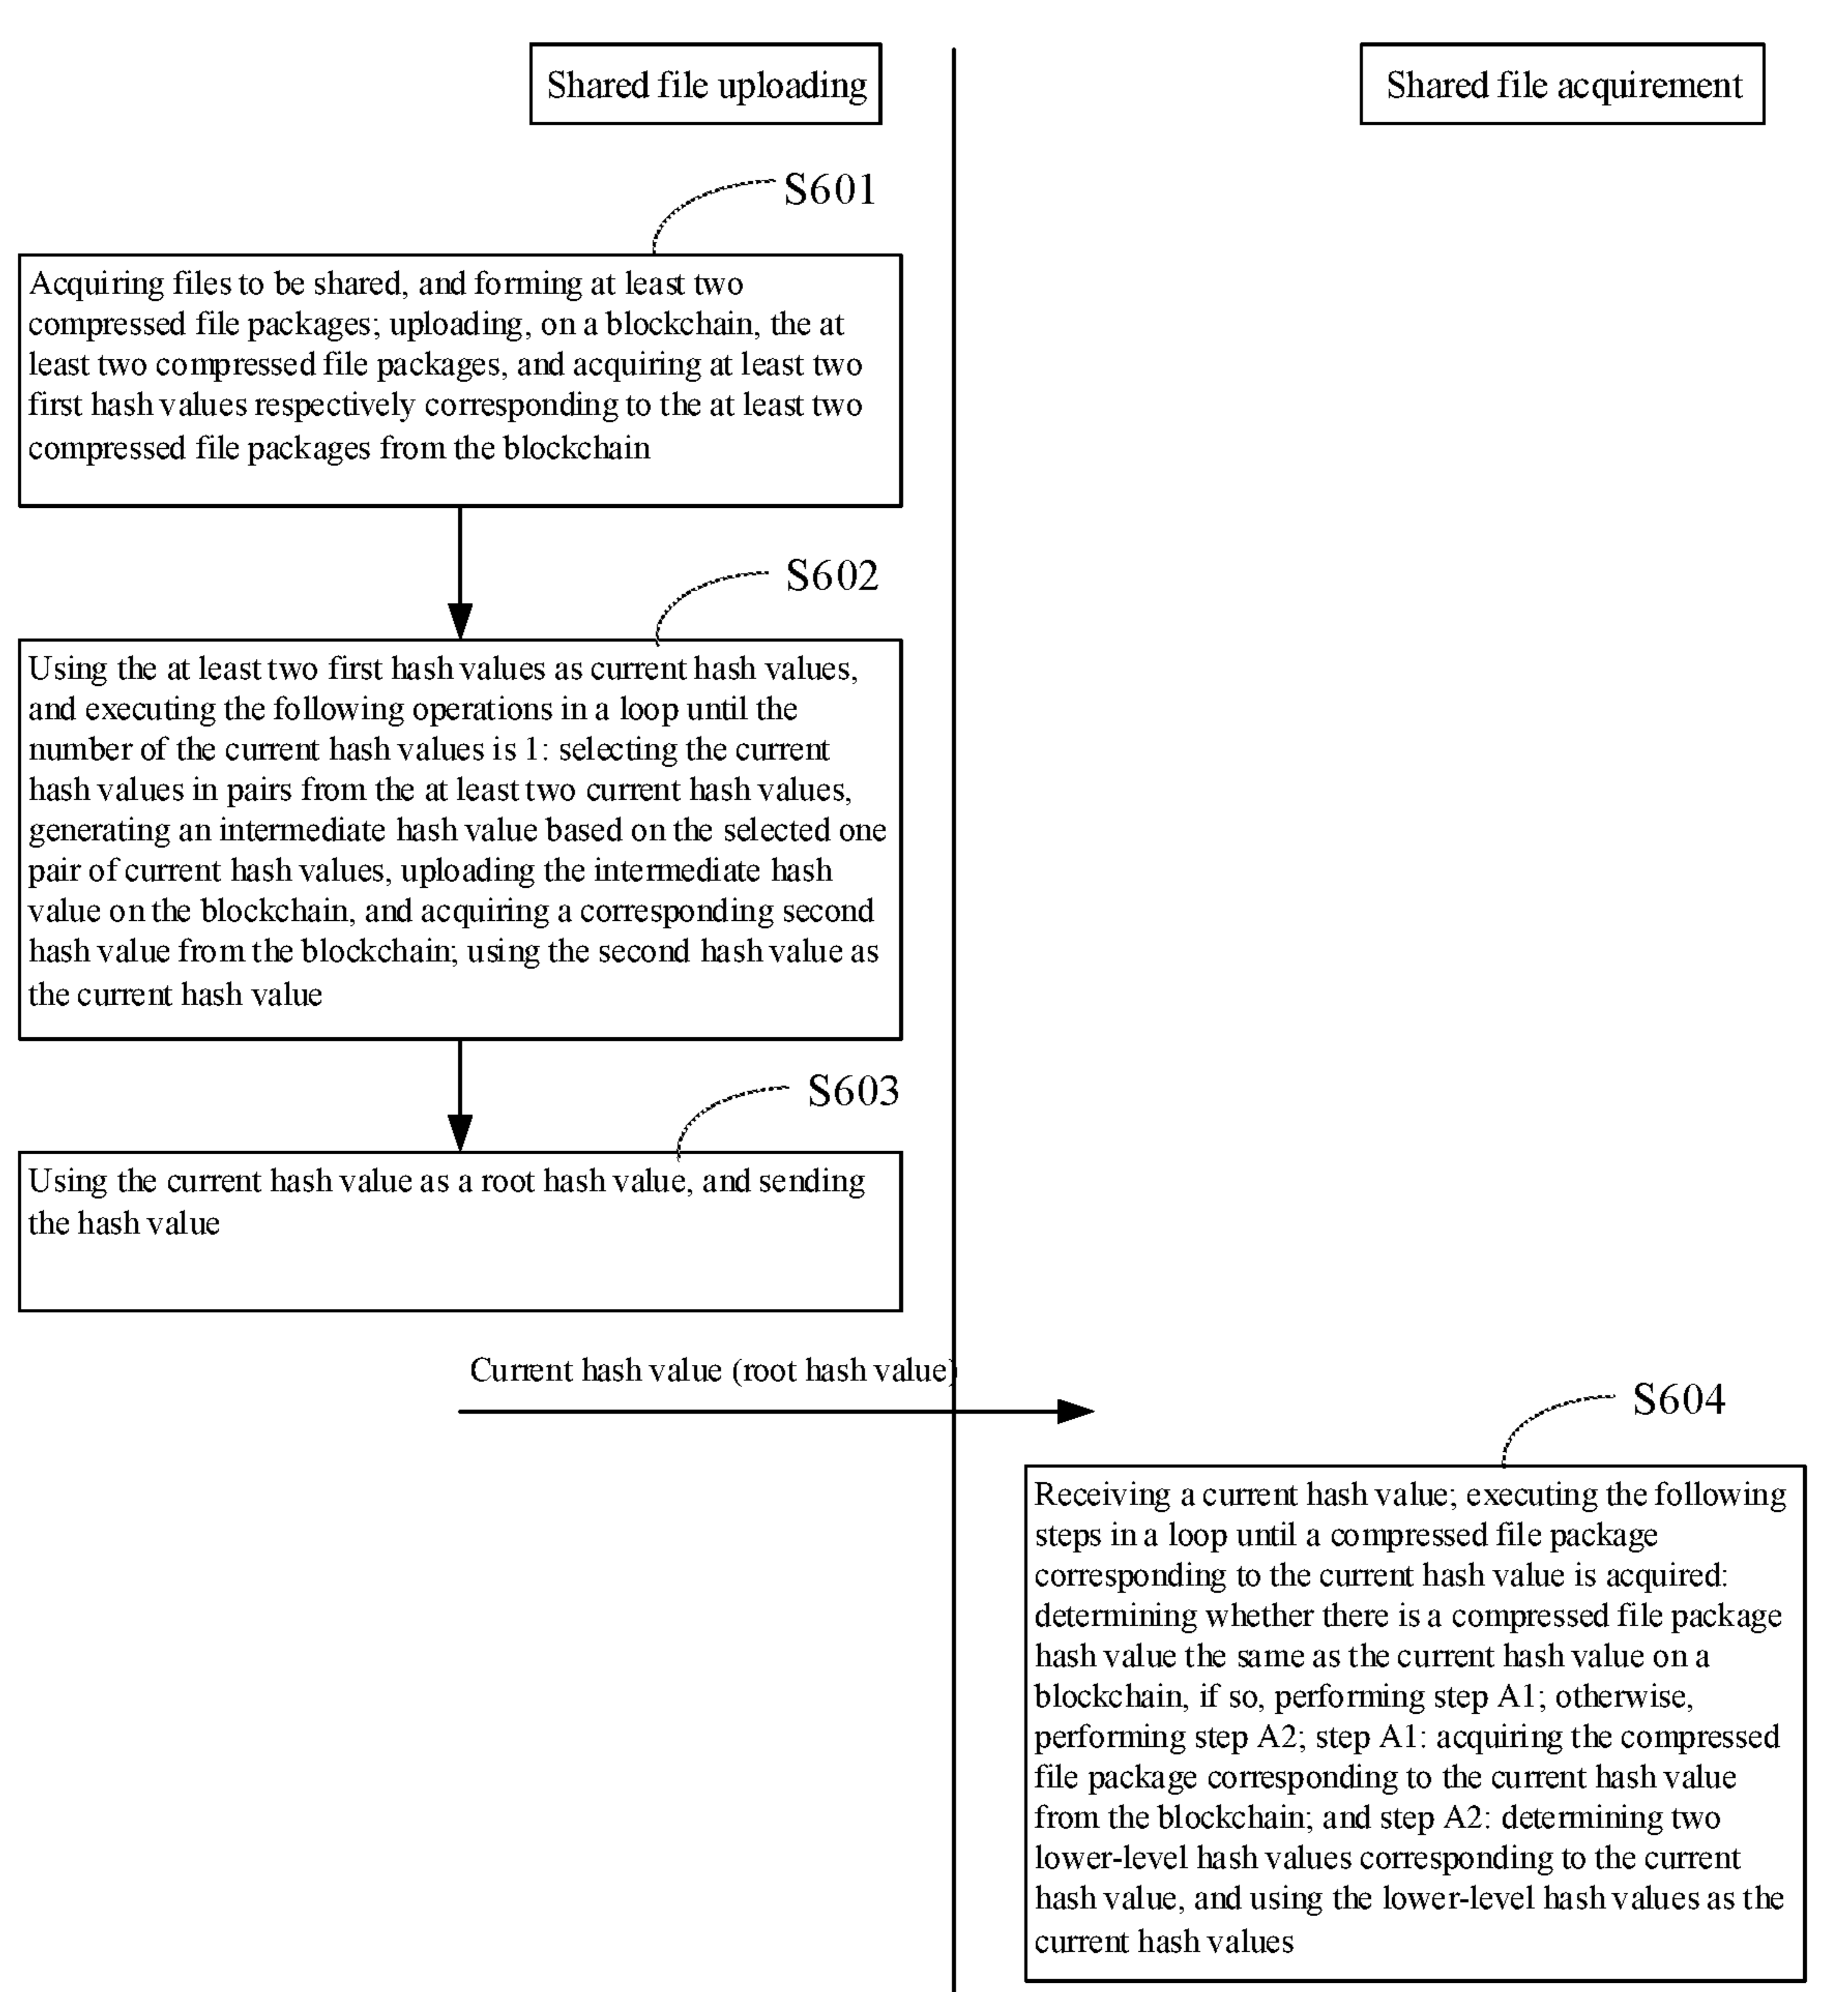 Shared file uploading
Shared file acquirement
S601
Acquiring files to be shared, and forming at least two
compressed file packages; uploading, on a blockchain, the at
least two compressed file packages, and acquiring at least two
first hash values respectively corresponding to the at least two
compressed file packages from the blockchain
S602
Using the at least two first hash values as current hash values,
and executing the following operations in a loop until the
number of the current hash values is 1: selecting the current
hash values in pairs from the at least two current hash values,
generating an intermediate hash value based on the selected one
pair of current hash values, uploading the intermediate hash
value on the blockchain, and acquiring a corresponding second
hash value from the blockchain; using the second hash value as
the current hash value
S603
Using the current hash value as a root hash value, and sending
the hash value
Current hash value (root hash value)
S604
Receiving a current hash value; executing the following
steps in a loop until a compressed file package
corresponding to the current hash value is acquired:
determining whether there is a compressed file package
hash value the same as the current hash value on a
blockchain, if so, performing step A1; otherwise,
performing step A2; step A1: acquiring the compressed
file package corresponding to the current hash value
from the blockchain; and step A2: determining two
lower-level hash values corresponding to the current
hash value, and using the lower-level hash values as the
current hash values